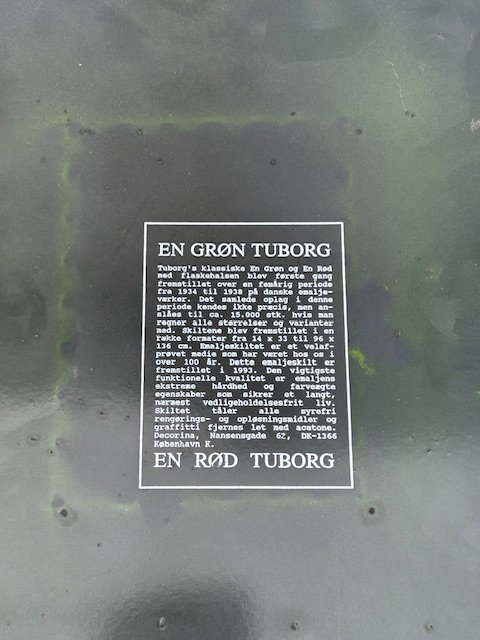 EN GRØN TUBORG
Tuborg's klassiske En Grøn og En Rød
med flaskehalsen blev første gang
fremstillet over en femårig periode
fra 1934 til 1938 på danske emalje-
værker. Det samlede oplag i denne
periode kendes ikke præcis, men an-
slåes til ca. 15.000 stk. hvis man
regner alle størrelser og varianter
med. Skiltene blev fremstillet i en
række formater fra 14 x 33 til 96 x
136 cm. Emaljeskiltet er et velaf-
prøvet medie som har været hos os i
over 100 år. Dette emaljeskilt er
fremstillet i 1993. Den vigtigste
funktionelle kvalitet er emaljens
ekstreme hårdhed og farveægte
egenskaber som sikrer et langt,
nærmest vedligeholdelsesfrit liv.
Skiltet tåler alle syrefri
rengørings- og opløsningsmidler og
graffitti fjernes let med acetone.
Decorina, Nansensgade 62, DK-1366
København K.
EN RØD TUBORG